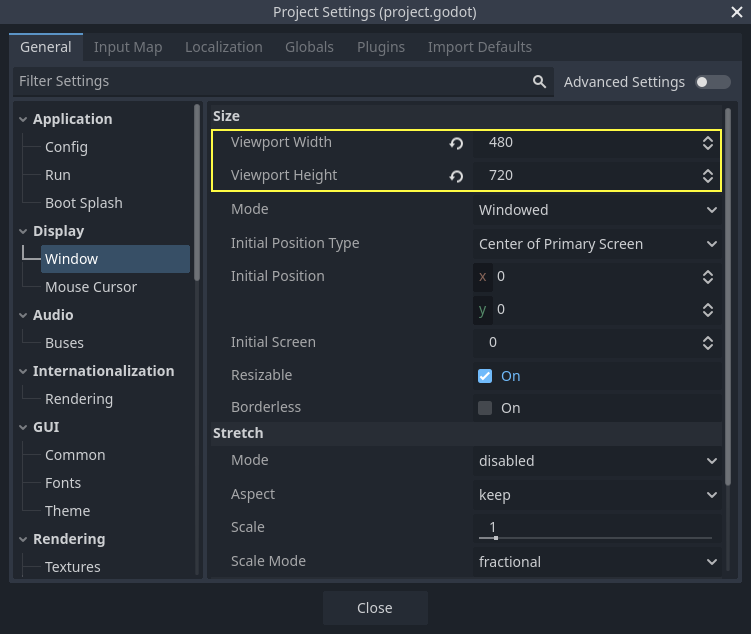 Project Settings (project.godot)
General Input Map Localization Globals Plugins Import Defaults
Filter Settings Advanced Settings
Application
Config
Run
Boot Splash
Display
Window
Mouse Cursor
Audio
Buses
Internationalization
Rendering
GUI
Common
Fonts
Theme
Rendering
Textures
Size
Viewport Width 480
Viewport Height 720
Mode Windowed
Initial Position Type Center of Primary Screen
Initial Position x 0
y 0
Initial Screen 0
Resizable On
Borderless On
Stretch
Mode disabled
Aspect keep
Scale 1
Scale Mode fractional
Close